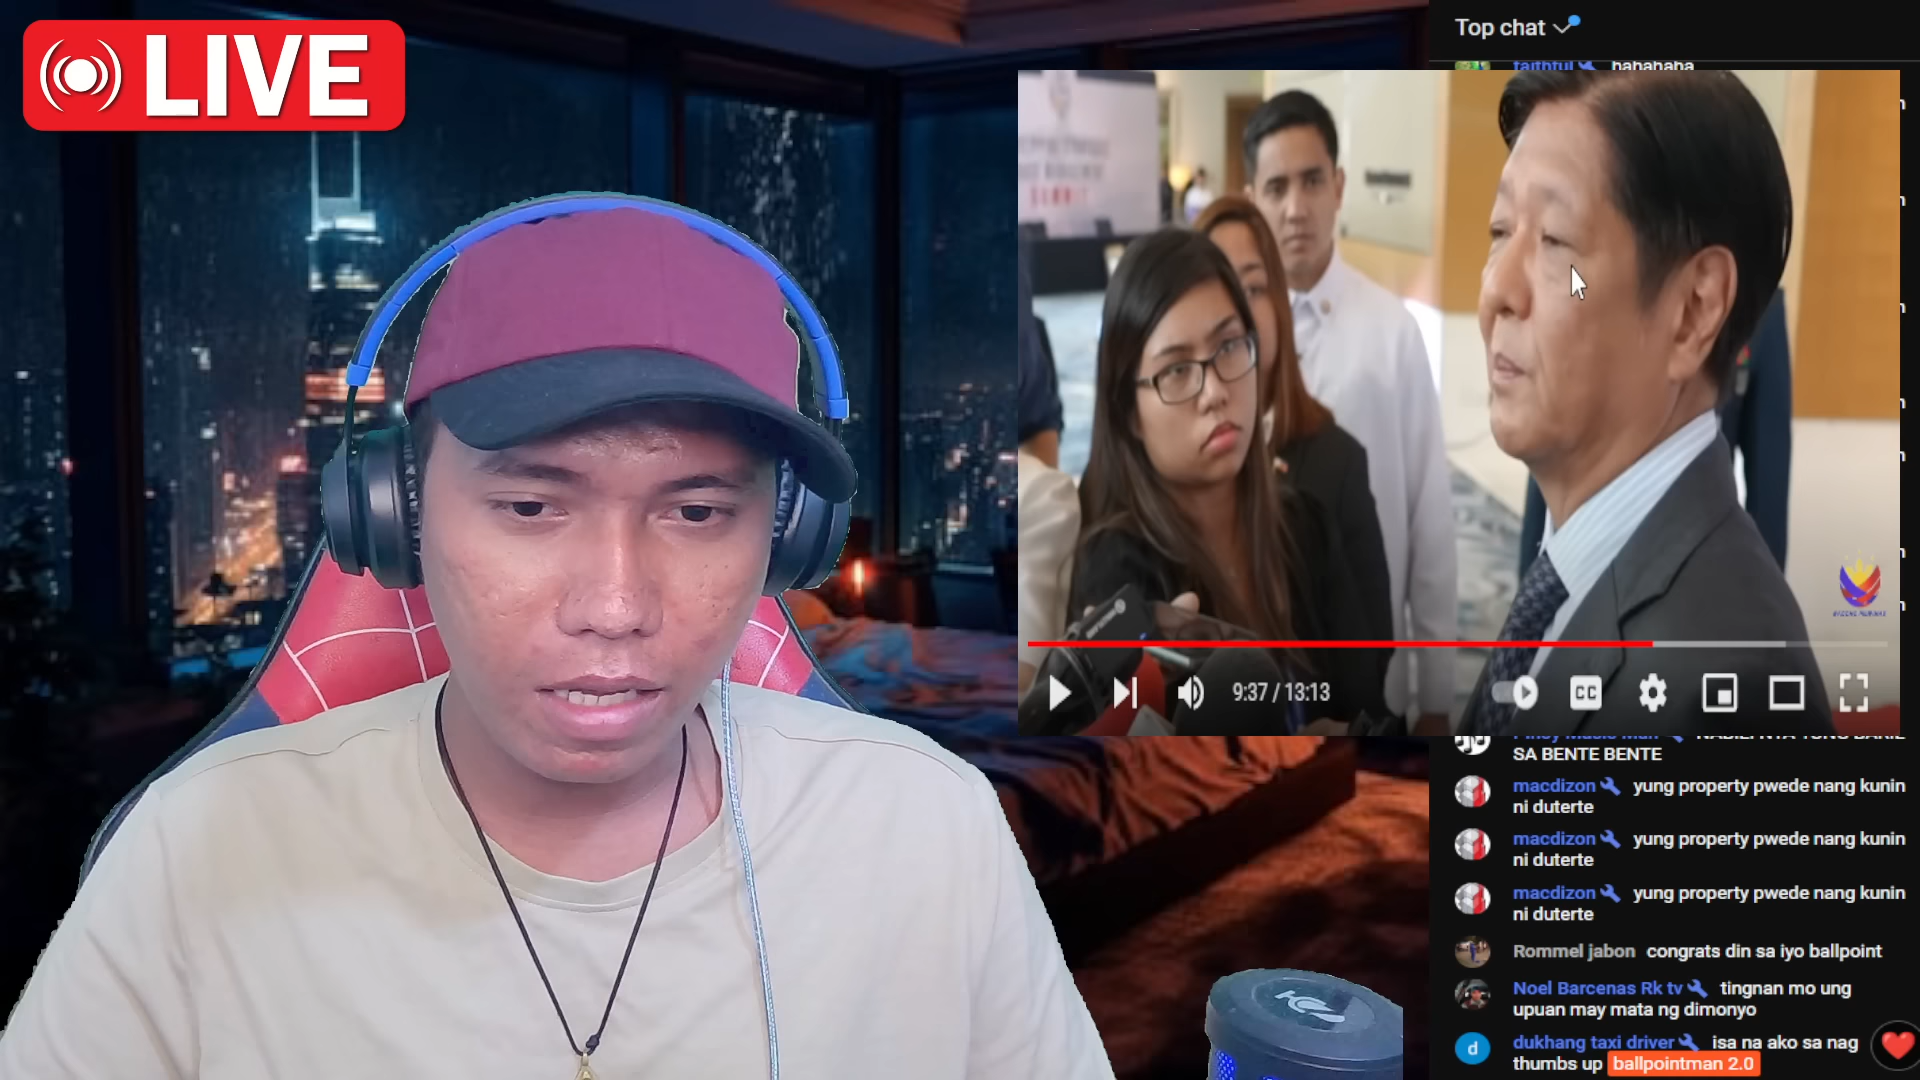 LIVE
Top chat
faithful hahahaha
SUMMIT
9:37 / 13:13
CC
SA BENTE BENTE
macdizon yung property pwede nang kunin
ni duterte
macdizon yung property pwede nang kunin
ni duterte
macdizon yung property pwede nang kunin
ni duterte
Rommel jabon congrats din sa iyo ballpoint
Noel Barcenas Rk tv tingnan mo ung
upuan may mata ng dimonyo
d
dukhang taxi driver isa na ako sa nag
thumbs up ballpointman 2.0